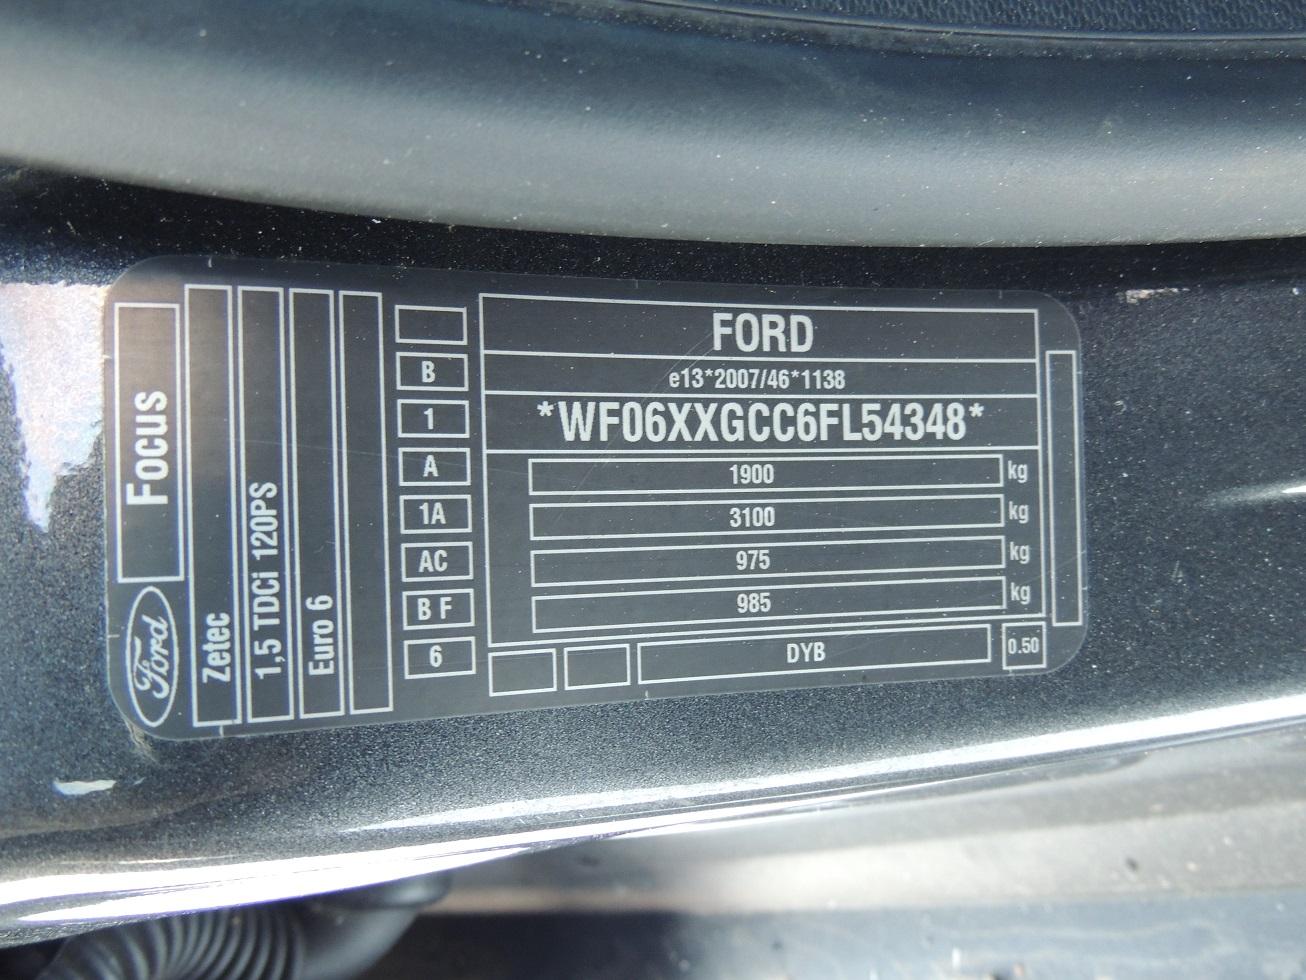 Ford
Focus
Zetec
1,5 TDCi 120PS
Euro 6
B
1
A
1A
AC
B F
6
FORD
e13*2007/46*1138
*WF06XXGCC6FL54348*
1900 kg
3100 kg
975 kg
985 kg
DYB
0.50